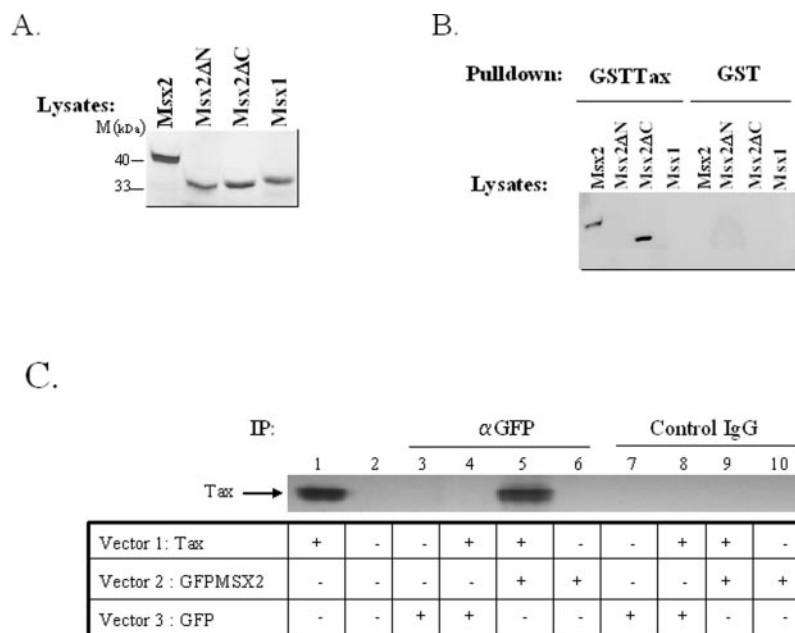 A.
Lysates:
Msx2
Msx2ΔN
Msx2ΔC
Msx1
M (kDa)
40
33
B.
Pulldown: GSTTax GST
Lysates:
Msx2
Msx2ΔN
Msx2ΔC
Msx1
Msx2
Msx2ΔN
Msx2ΔC
Msx1
C.
IP: αGFP Control IgG
1 2 3 4 5 6 7 8 9 10
Tax
Vector 1: Tax + - - + + - - + + -
Vector 2 : GFPMSX2 - - - - + + - - + +
Vector 3 : GFP - - + + - - + + - -